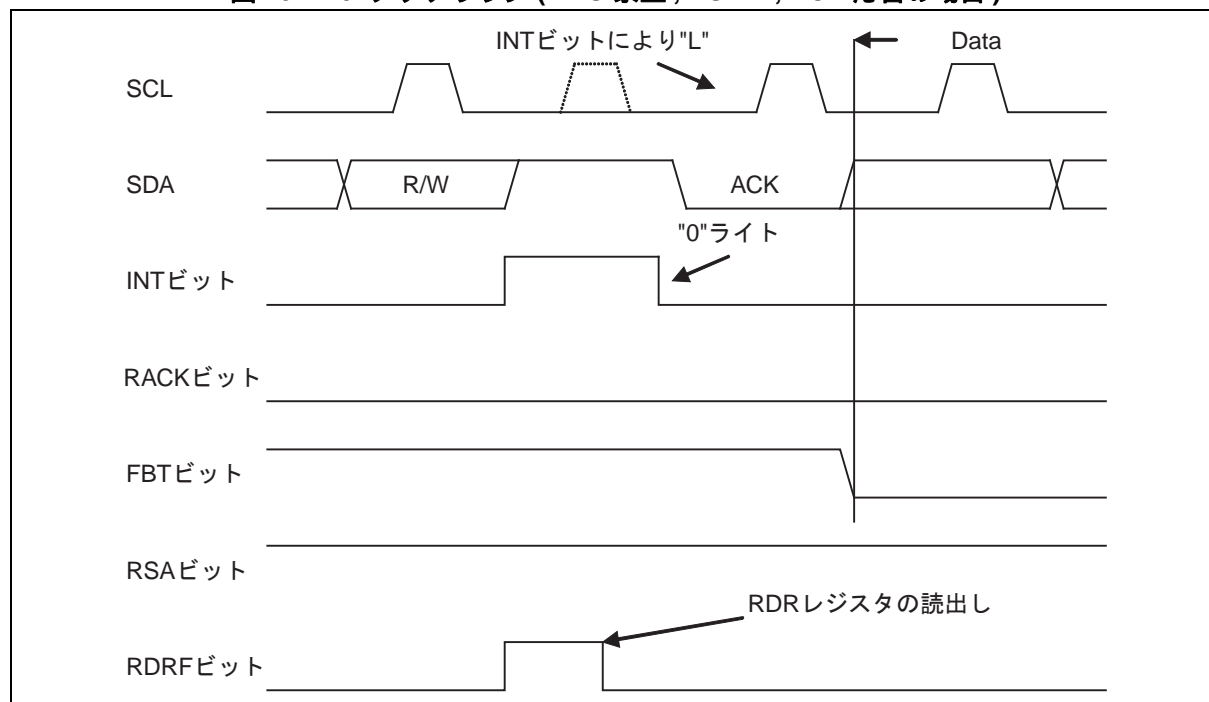 INTビットにより"L"
Data
SCL
SDA
R/W
ACK
"0"ライト
INTビット
RACKビット
FBTビット
RSAビット
RDRレジスタの読出し
RDRFビット